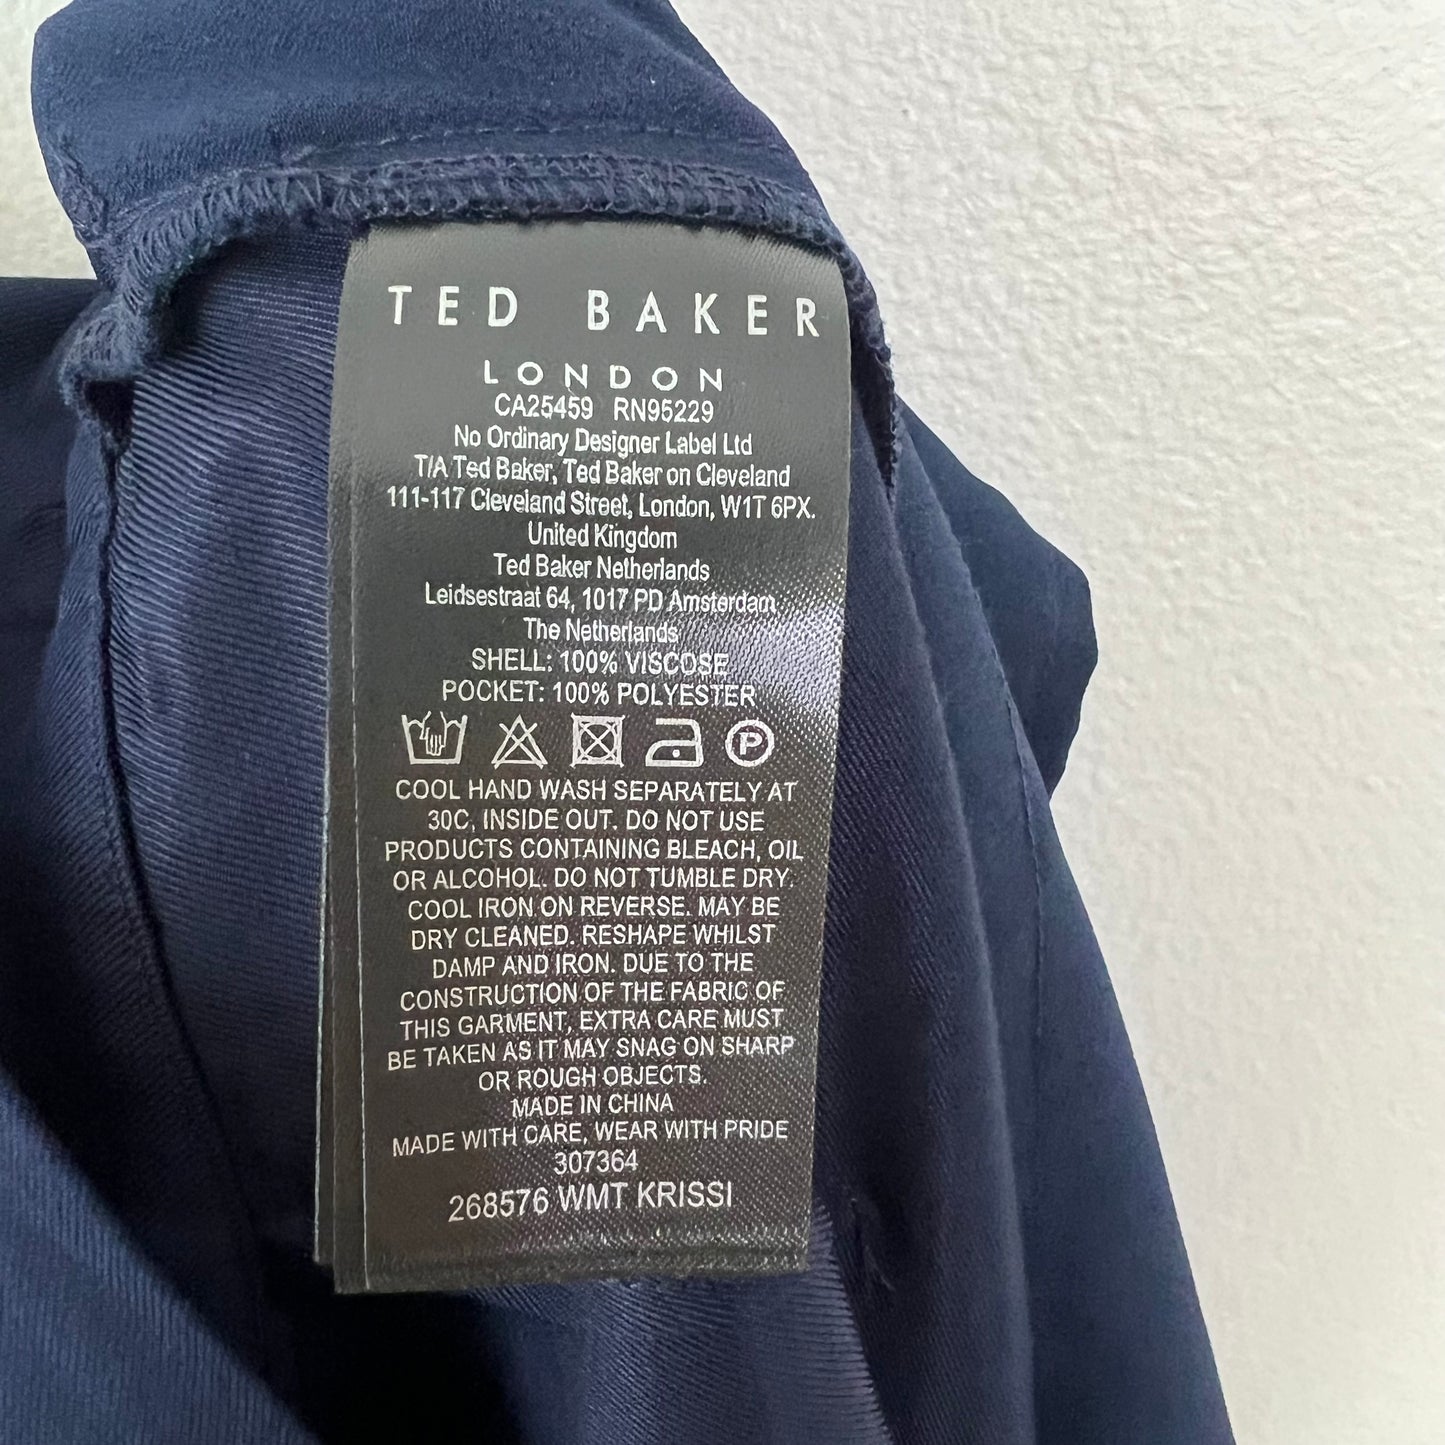 TED BAKER
LONDON
CA25459 RN95229
No Ordinary Designer Label Ltd
T/A Ted Baker, Ted Baker on Cleveland
111-117 Cleveland Street, London, W1T 6PX.
United Kingdom
Ted Baker Netherlands
Leidsestraat 64, 1017 PD Amsterdam
The Netherlands
SHELL: 100% VISCOSE
POCKET: 100% POLYESTER
P
COOL HAND WASH SEPARATELY AT
30C, INSIDE OUT. DO NOT USE
PRODUCTS CONTAINING BLEACH, OIL
OR ALCOHOL. DO NOT TUMBLE DRY.
COOL IRON ON REVERSE. MAY BE
DRY CLEANED. RESHAPE WHILST
DAMP AND IRON. DUE TO THE
CONSTRUCTION OF THE FABRIC OF
THIS GARMENT, EXTRA CARE MUST
BE TAKEN AS IT MAY SNAG ON SHARP
OR ROUGH OBJECTS.
MADE IN CHINA
MADE WITH CARE, WEAR WITH PRIDE
307364
268576 WMT KRISSI